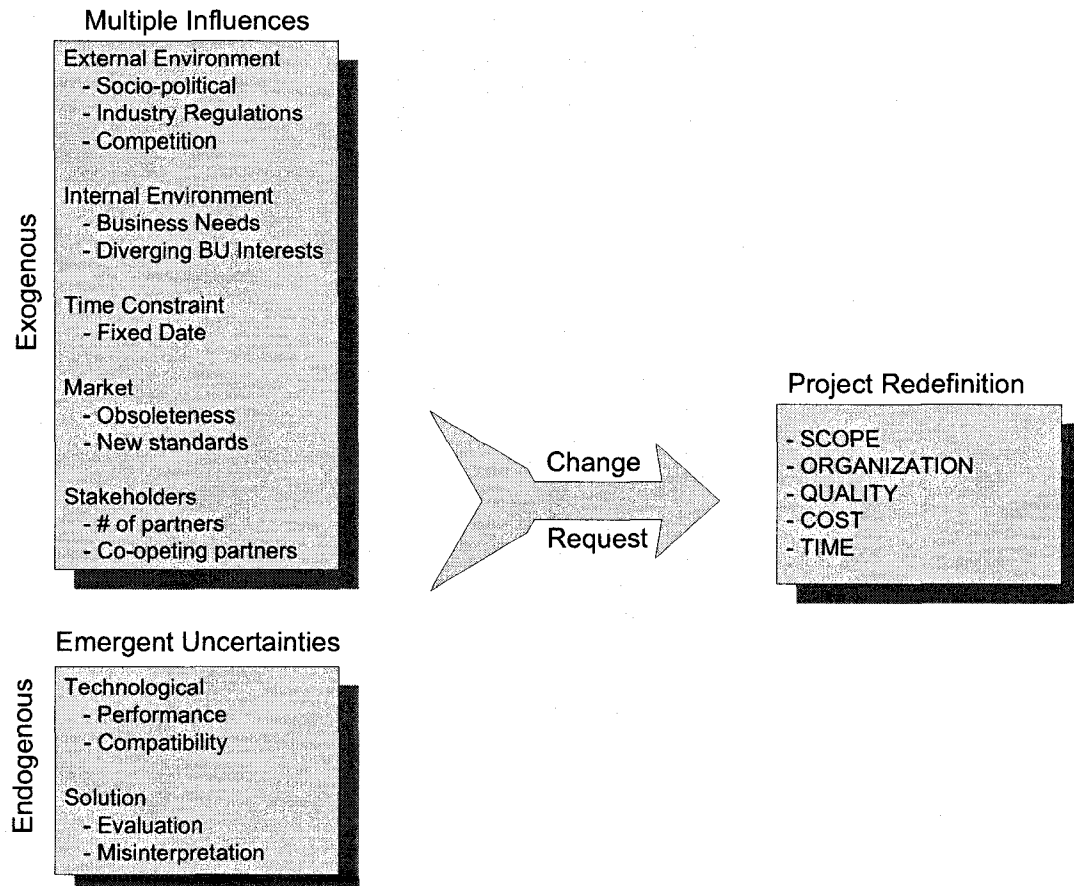 Multiple Influences
Exogenous
External Environment
- Socio-political
- Industry Regulations
- Competition
Internal Environment
- Business Needs
- Diverging BU Interests
Time Constraint
- Fixed Date
Market
- Obsoleteness
- New standards
Stakeholders
- # of partners
- Co-opeting partners
Emergent Uncertainties
Endogenous
Technological
- Performance
- Compatibility
Solution
- Evaluation
- Misinterpretation
Change
Request
Project Redefinition
- SCOPE
- ORGANIZATION
- QUALITY
- COST
- TIME